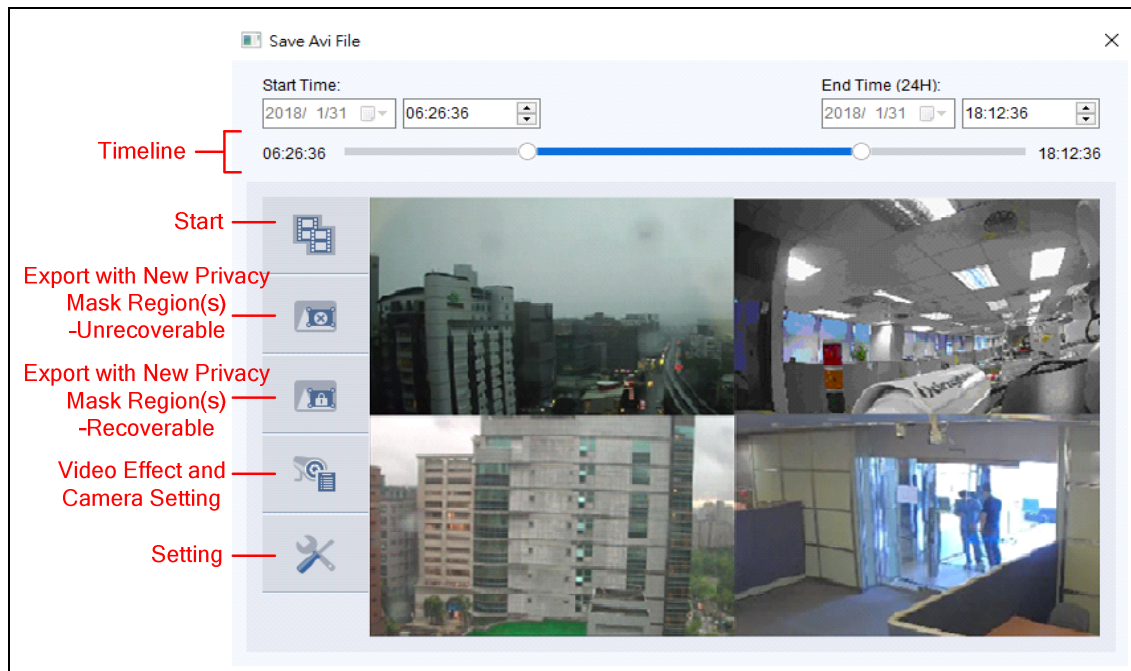 Save Avi File
Start Time:
End Time (24H):
2018/ 1/31
06:26:36
2018/ 1/31
18:12:36
Timeline
06:26:36
18:12:36
Start
Export with New Privacy
Mask Region(s)
-Unrecoverable
Export with New Privacy
Mask Region(s)
-Recoverable
Video Effect and
Camera Setting
Setting